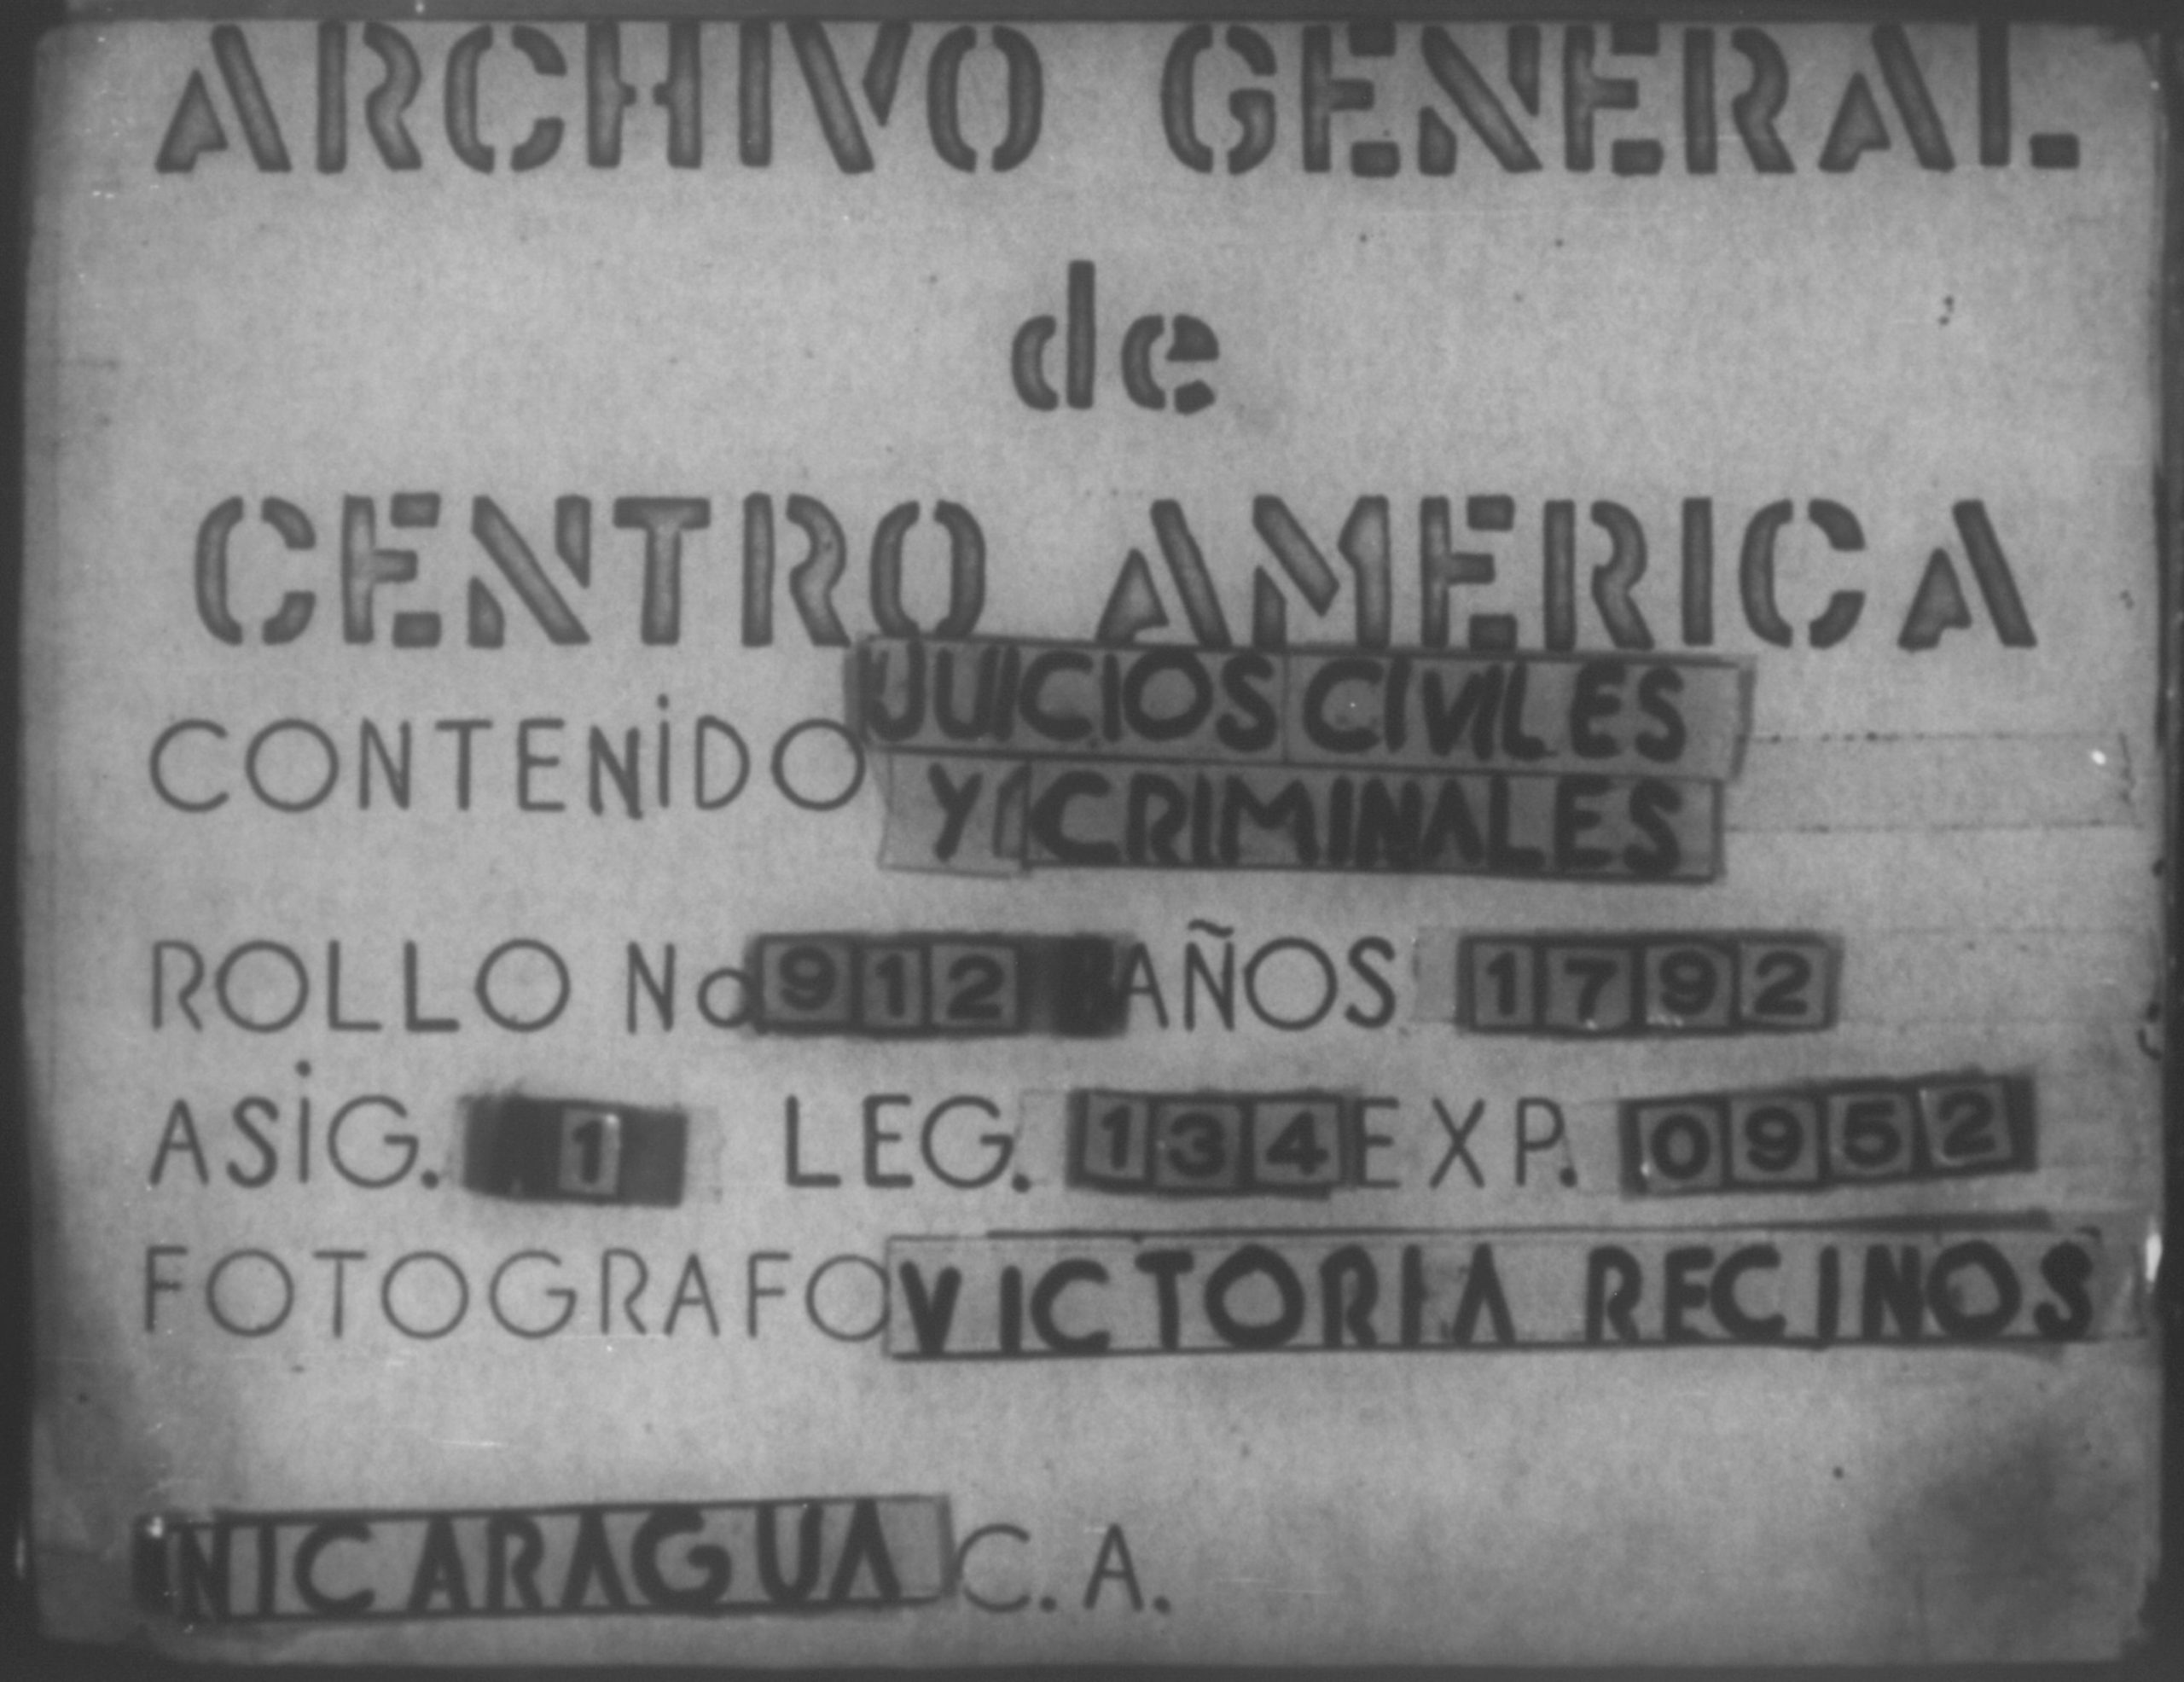 ARCHIVO GENERAL
de
CENTRO AMERICA
CONTENIDO JUICIOS CIVILES
Y CRIMINALES
ROLLO No 912 AÑOS 1792
ASIG. 1 LEG. 134 EXP. 0952
FOTOGRAFO VICTORIA RECINOS
NICARAGUA C.A.